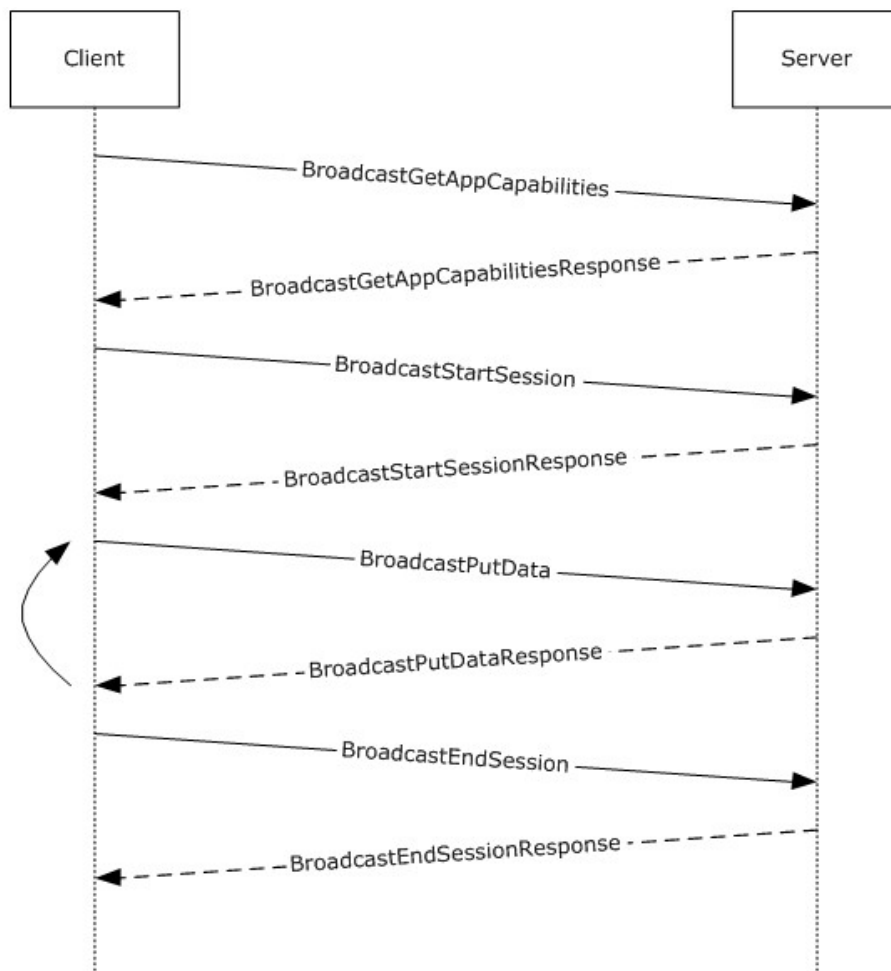 Client
Server
BroadcastGetAppCapabilities
BroadcastGetAppCapabilitiesResponse
BroadcastStartSession
BroadcastStartSessionResponse
BroadcastPutData
BroadcastPutDataResponse
BroadcastEndSession
BroadcastEndSessionResponse